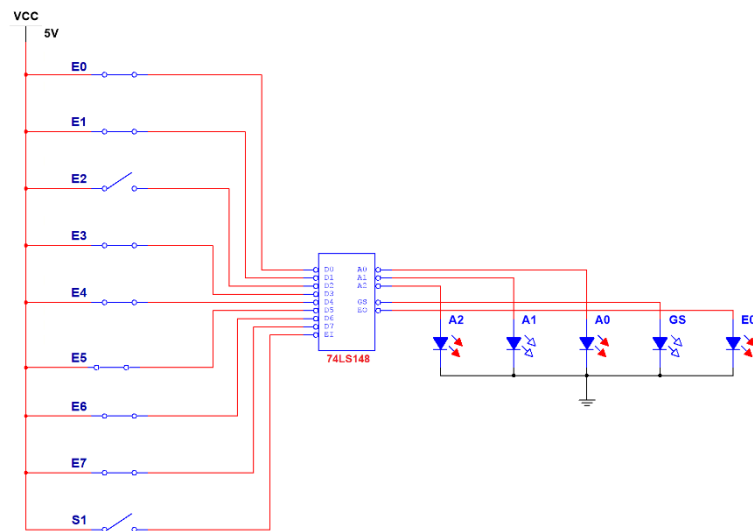 VCC
5V
E0
E1
E2
E3
E4
E5
E6
E7
S1
D0
D1
D2
D3
D4
D5
D6
D7
EI
A0
A1
A2
GS
EO
74LS148
A2
A1
A0
GS
EO